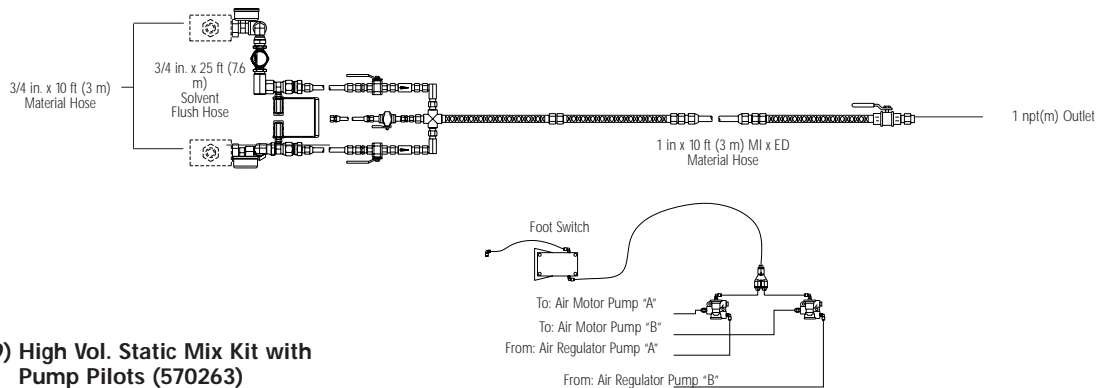 3/4 in. x 10 ft (3 m)
Material Hose
3/4 in. x 25 ft (7.6
m)
Solvent
Flush Hose
1 npt(m) Outlet
1 in x 10 ft (3 m) MI x ED
Material Hose
Foot Switch
To: Air Motor Pump "A"
To: Air Motor Pump "B"
From: Air Regulator Pump "A"
From: Air Regulator Pump "B"
) High Vol. Static Mix Kit with
Pump Pilots (570263)